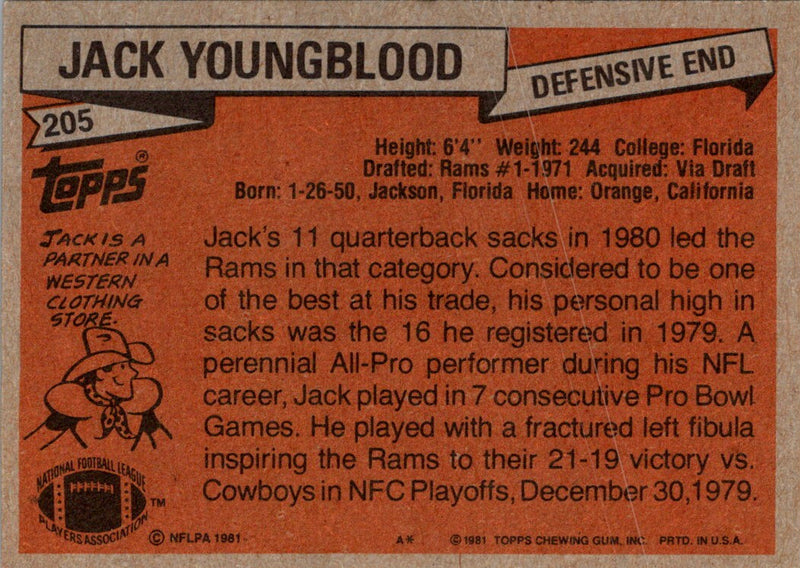 JACK YOUNGBLOOD
DEFENSIVE END
205
Topps®
Height: 6'4" Weight: 244 College: Florida
Drafted: Rams #1-1971 Acquired: Via Draft
Born: 1-26-50, Jackson, Florida Home: Orange, California
JACK IS A
PARTNER IN A
WESTERN
CLOTHING
STORE.
Jack's 11 quarterback sacks in 1980 led the
Rams in that category. Considered to be one
of the best at his trade, his personal high in
sacks was the 16 he registered in 1979. A
perennial All-Pro performer during his NFL
career, Jack played in 7 consecutive Pro Bowl
Games. He played with a fractured left fibula
inspiring the Rams to their 21-19 victory vs.
Cowboys in NFC Playoffs, December 30, 1979.
NATIONAL FOOTBALL LEAGUE
PLAYERS ASSOCIATION
TM
© NFLPA 1981
A*
© 1981 TOPPS CHEWING GUM, INC. PRTD. IN U.S.A.